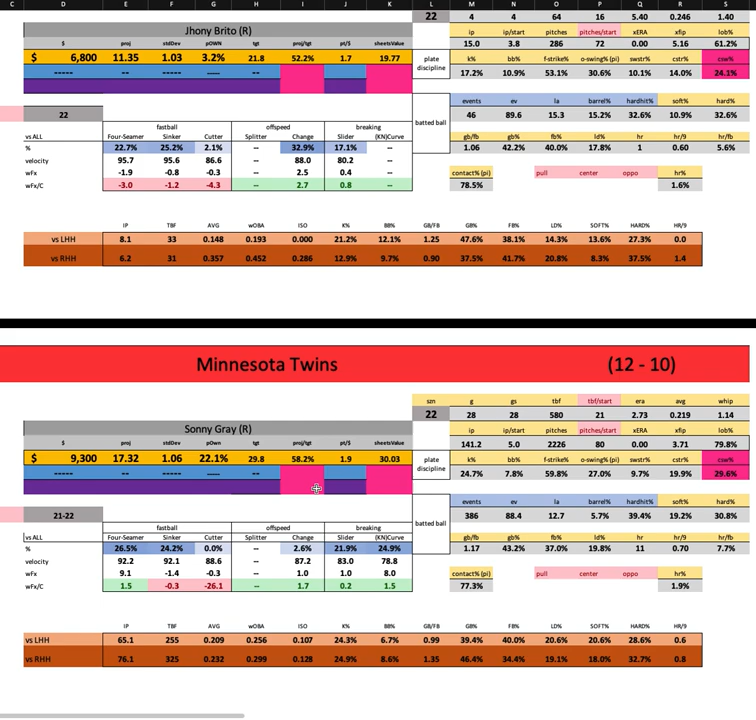 C D E F G H I J K L M N O P Q R S
22 4 4 64 16 5.40 0.246 1.40
Jhony Brito (R) ip ip/start pitches pitches/start xERA xfip lob%
15.0 3.8 286 72 0.00 5.16 61.2%
$ proj stdDev pOWN tgt proj/tgt pt/$ sheetsValue
$ 6,800 11.35 1.03 3.2% 21.8 52.2% 1.7 19.77
plate discipline k% bb% f-strike% o-swing% (pi) swstr% cstr% csw%
----- -- -- ---- --
17.2% 10.9% 53.1% 30.6% 10.1% 14.0% 24.1%
events ev la barrel% hardhit% soft% hard%
22 46 89.6 15.3 15.2% 32.6% 10.9% 32.6%
batted ball
fastball offspeed breaking
vs ALL Four-Seamer Sinker Cutter Splitter Change Slider (KN)Curve gb/fb gb% fb% ld% hr hr/9 hr/fb
% 22.7% 25.2% 2.1% -- 32.9% 17.1% -- 1.06 42.2% 40.0% 17.8% 1 0.60 5.6%
velocity 95.7 95.6 86.6 -- 88.0 80.2 --
wFx -1.9 -0.8 -0.3 -- 2.5 0.4 -- contact% (pi) pull center oppo hr%
wFx/C -3.0 -1.2 -4.3 -- 2.7 0.8 -- 78.5% 1.6%
IP TBF AVG wOBA ISO K% BB% GB/FB GB% FB% LD% SOFT% HARD% HR/9
vs LHH 8.1 33 0.148 0.193 0.000 21.2% 12.1% 1.25 47.6% 38.1% 14.3% 13.6% 27.3% 0.0
vs RHH 6.2 31 0.357 0.452 0.286 12.9% 9.7% 0.90 37.5% 41.7% 20.8% 8.3% 37.5% 1.4
Minnesota Twins (12 - 10)
szn g gs tbf tbf/start era avg whip
22 28 28 580 21 2.73 0.219 1.14
Sonny Gray (R) ip ip/start pitches pitches/start xERA xfip lob%
$ proj stdDev pOwn tgt proj/tgt pt/$ sheetsValue 141.2 5.0 2226 80 0.00 3.71 79.8%
$ 9,300 17.32 1.06 22.1% 29.8 58.2% 1.9 30.03
plate discipline k% bb% f-strike% o-swing% (pi) swstr% cstr% csw%
----- -- -- ---- --
24.7% 7.8% 59.8% 27.0% 9.7% 19.9% 29.6%
events ev la barrel% hardhit% soft% hard%
21-22 386 88.4 12.7 5.7% 39.4% 19.2% 30.8%
batted ball
fastball offspeed breaking
vs ALL Four-Seamer Sinker Cutter Splitter Change Slider (KN)Curve gb/fb gb% fb% ld% hr hr/9 hr/fb
% 26.5% 24.2% 0.0% -- 2.6% 21.9% 24.9% 1.17 43.2% 37.0% 19.8% 11 0.70 7.7%
velocity 92.2 92.1 88.6 -- 87.2 83.0 78.8
wFx 9.1 -1.4 -0.3 -- 1.0 1.0 8.0 contact% (pi) pull center oppo hr%
wFx/C 1.5 -0.3 -26.1 -- 1.7 0.2 1.5 77.3% 1.9%
IP TBF AVG wOBA ISO K% BB% GB/FB GB% FB% LD% SOFT% HARD% HR/9
vs LHH 65.1 255 0.209 0.256 0.107 24.3% 6.7% 0.99 39.4% 40.0% 20.6% 20.6% 28.6% 0.6
vs RHH 76.1 325 0.232 0.299 0.128 24.9% 8.6% 1.35 46.4% 34.4% 19.1% 18.0% 32.7% 0.8